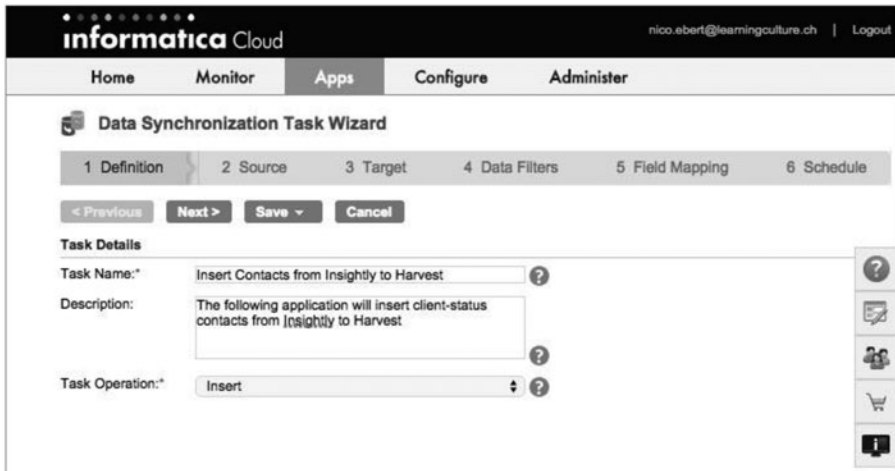 nico.ebert@learningculture.ch | Logout
informatica Cloud
Home Monitor Apps Configure Administer
Data Synchronization Task Wizard
1 Definition 2 Source 3 Target 4 Data Filters 5 Field Mapping 6 Schedule
< Previous Next > Save Cancel
Task Details
Task Name:* Insert Contacts from Insightly to Harvest ?
Description: The following application will insert client-status
contacts from Insightly to Harvest
?
Task Operation:* Insert ?
?
i